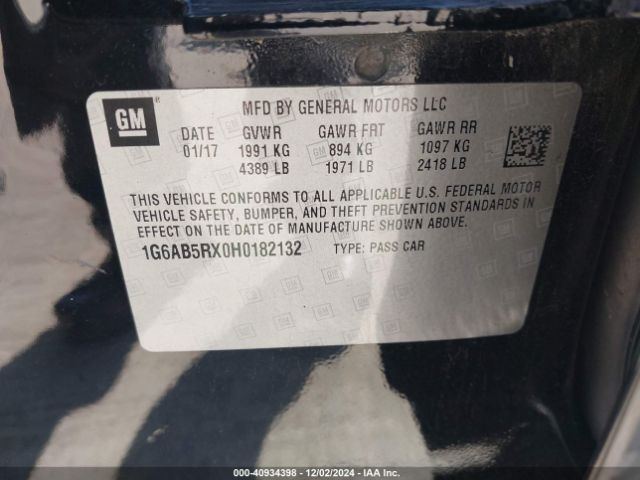 GM
®
MFD BY GENERAL MOTORS LLC
DATE GVWR GAWR FRT GAWR RR
01/17 1991 KG 894 KG 1097 KG
4389 LB 1971 LB 2418 LB
THIS VEHICLE CONFORMS TO ALL APPLICABLE U.S. FEDERAL MOTOR
VEHICLE SAFETY, BUMPER, AND THEFT PREVENTION STANDARDS IN
EFFECT ON THE DATE OF MANUFACTURE SHOWN ABOVE.
1G6AB5RX0H0182132 TYPE: PASS CAR
000-40934398 - 12/02/2024 - IAA Inc.